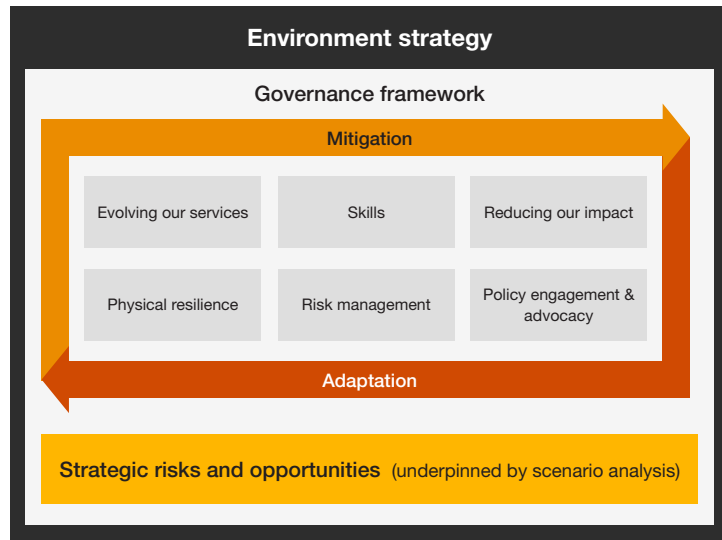 Environment strategy
Governance framework
Mitigation
Evolving our services
Skills
Reducing our impact
Physical resilience
Risk management
Policy engagement &
advocacy
Adaptation
Strategic risks and opportunities (underpinned by scenario analysis)